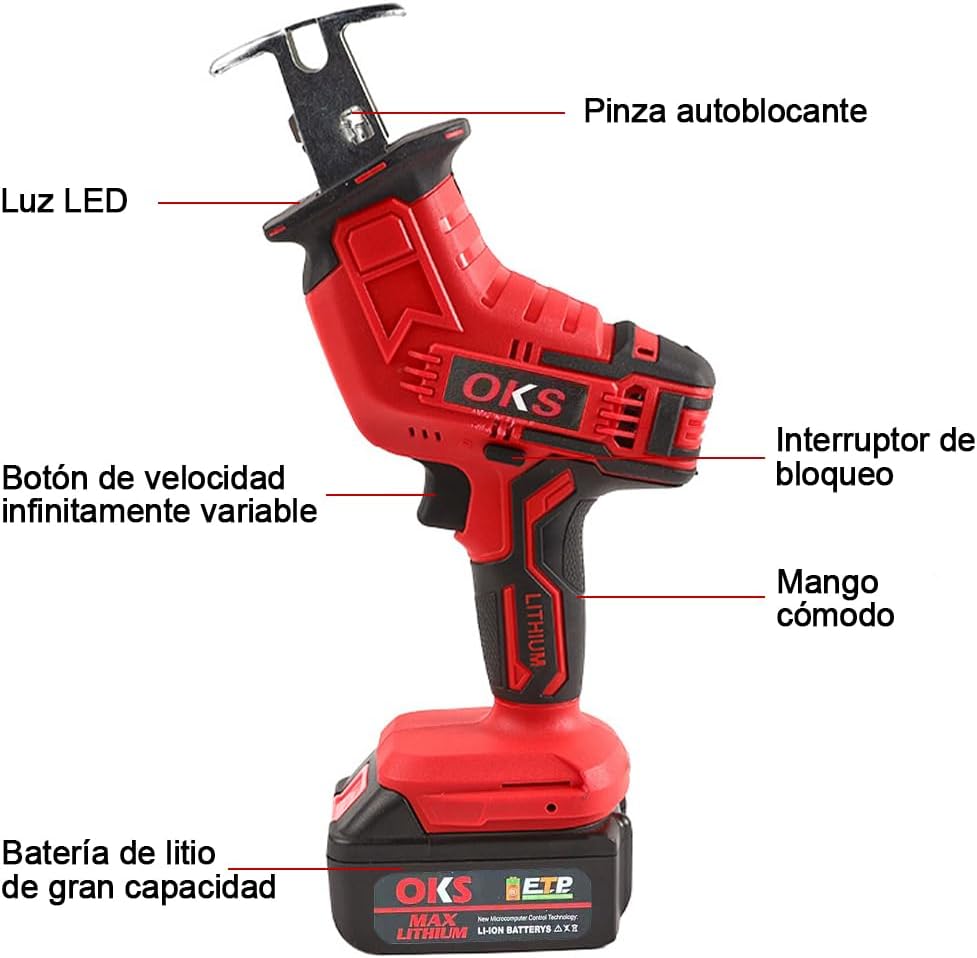 Pinza autoblocante
Luz LED
OKS
Interruptor de
bloqueo
Botón de velocidad
infinitamente variable
Mango
cómodo
LITHIUM
Batería de litio
de gran capacidad
OKS
ETP
MAX
LITHIUM
New Microcomputer Control Technology:
LI-ION BATTERYS